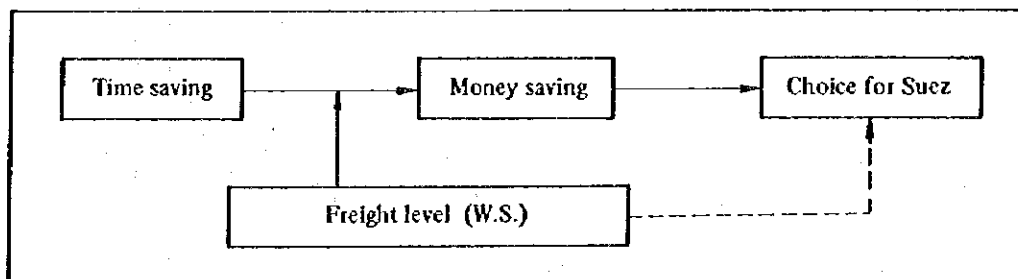 Time saving
Money saving
Choice for Suez
Freight level (W.S.)